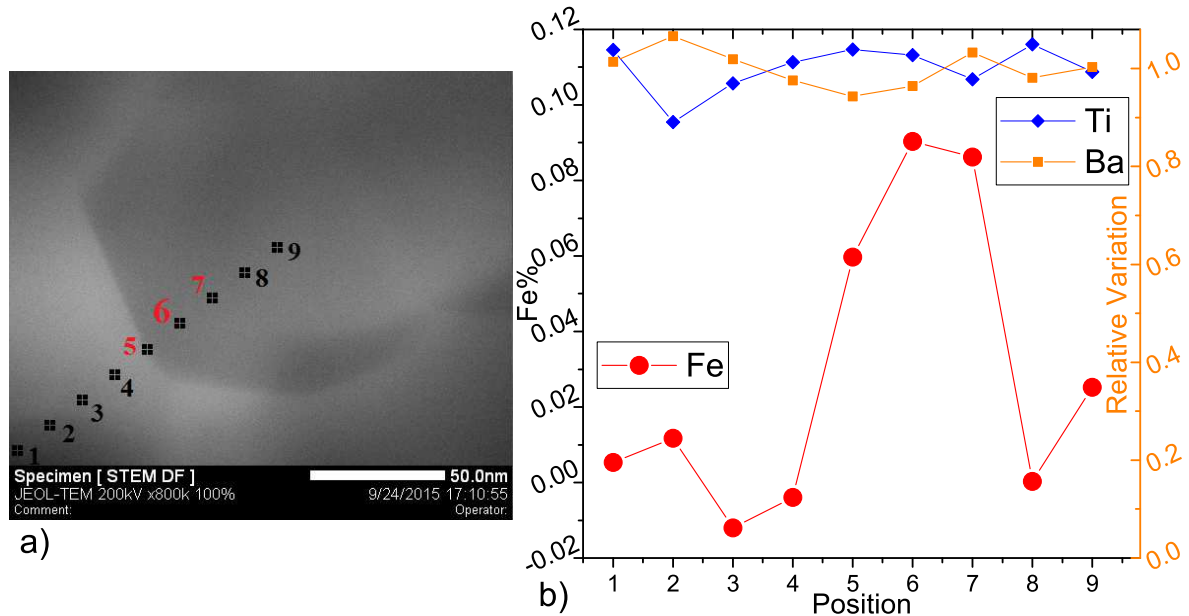 9
8
7
6
5
4
3
2
1
Specimen [ STEM DF ] 50.0nm
JEOL-TEM 200kV x800k 100% 9/24/2015 17:10:55
Comment: Operator:
a)
0.12
0.10
0.08
0.06
0.04
0.02
0.00
-0.02
Fe%
Ti
Ba
Fe
1.0
0.8
0.6
0.4
0.2
0.0
Relative Variation
1 2 3 4 5 6 7 8 9
Position
b)